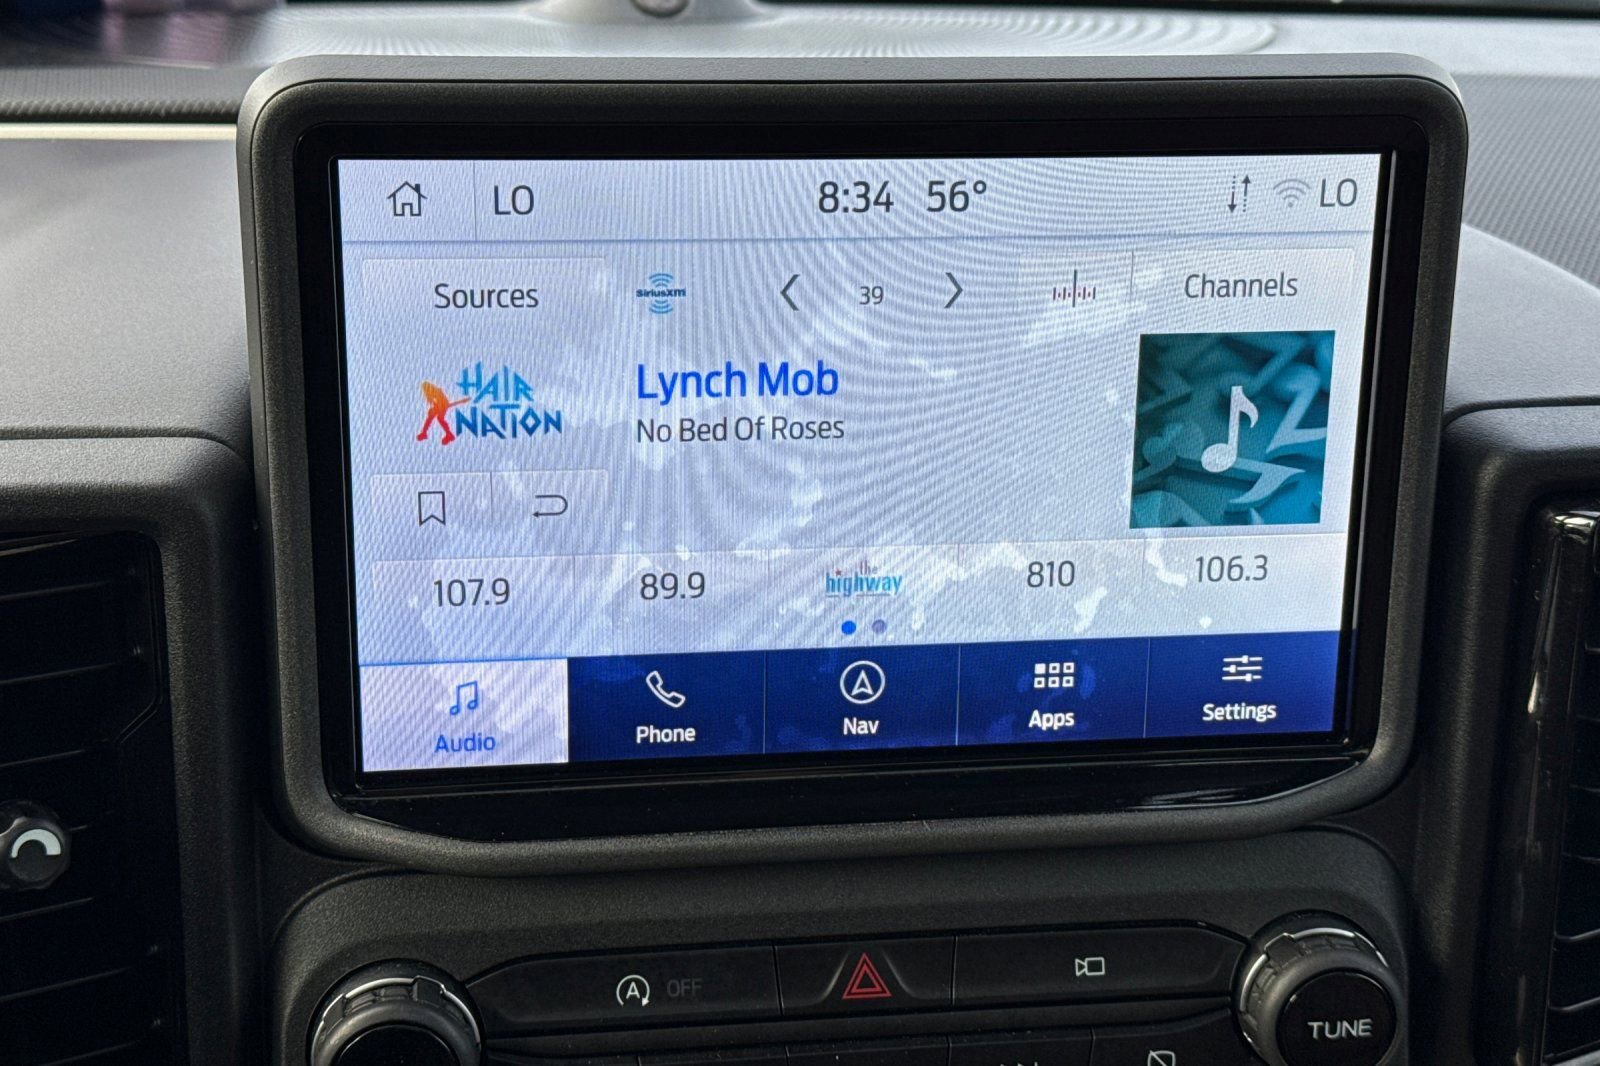 LO 8:34 56° LO
Sources siriusxm 39 Channels
HAIR
NATION
Lynch Mob
No Bed Of Roses
107.9 89.9 the highway 810 106.3
Audio Phone Nav Apps Settings
A OFF
TUNE